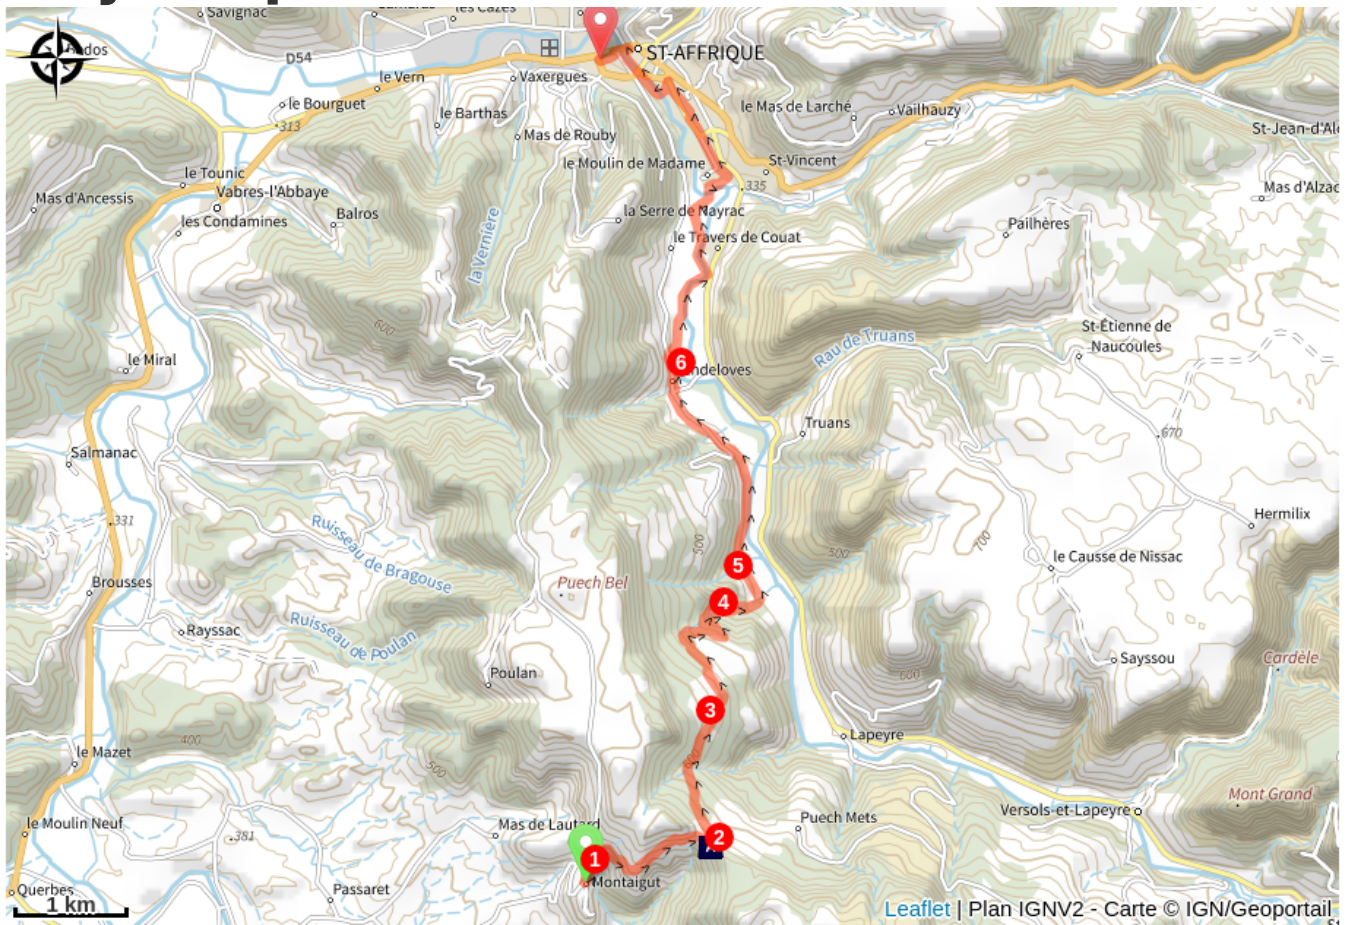 Savignac
les Cazes
D54
ST-AFFRIQUE
le Vern
Vaxergues
le Bourguet
le Barthas
le Mas de Larché
Vailhauzy
313
Mas de Rouby
St-Jean-d'Al
le Moulin de Madame
St-Vincent
le Tounic
335
Vabres-l'Abbaye
Mas d'Alzac
Mas d'Ancessis
Balros
la Serre de Nayrac
les Condamines
Pailhères
le Travers de Couat
la Vernière
600
St-Étienne de
Naucoules
Rau de Truans
le Miral
6
ndeloves
Truans
670
Salmanac
Hermilix
331
Ruisseau de Bragouse
500
700
500
le Causse de Nissac
5
Puech Bel
Brousses
4
Ruisseau de Poulan
Rayssac
Sayssou
Cardèle
Poulan
600
3
400
le Mazet
Lapeyre
500
Mont Grand
Versols-et-Lapeyre
Puech Mets
le Moulin Neuf
Mas de Lautard
381
2
1
Montaigut
Querbes
Passaret
1 km
Leaflet | Plan IGNV2 - Carte © IGN/Geoportail